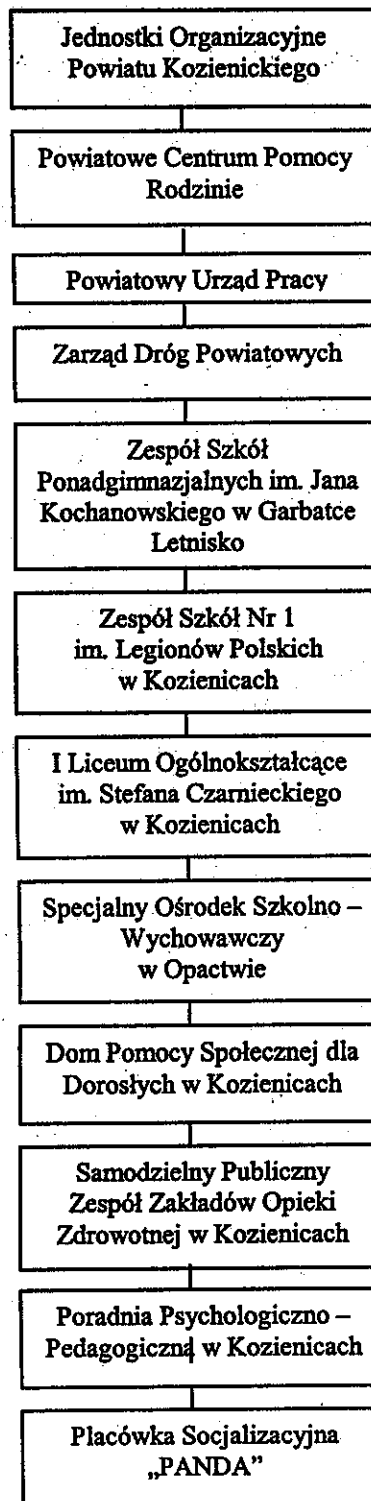 Jednostki Organizacyjne
Powiatu Kozienickiego
Powiatowe Centrum Pomocy
Rodzinie
Powiatowy Urząd Pracy
Zarząd Dróg Powiatowych
Zespół Szkół
Ponadgimnazjalnych im. Jana
Kochanowskiego w Garbatce
Letnisko
Zespół Szkół Nr 1
im. Legionów Polskich
w Kozienicach
I Liceum Ogólnokształcące
im. Stefana Czarnieckiego
w Kozienicach
Specjalny Ośrodek Szkolno –
Wychowawczy
w Opactwie
Dom Pomocy Społecznej dla
Dorosłych w Kozienicach
Samodzielny Publiczny
Zespół Zakładów Opieki
Zdrowotnej w Kozienicach
Poradnia Psychologiczno –
Pedagogiczna w Kozienicach
Placówka Socjalizacyjna
„PANDA”